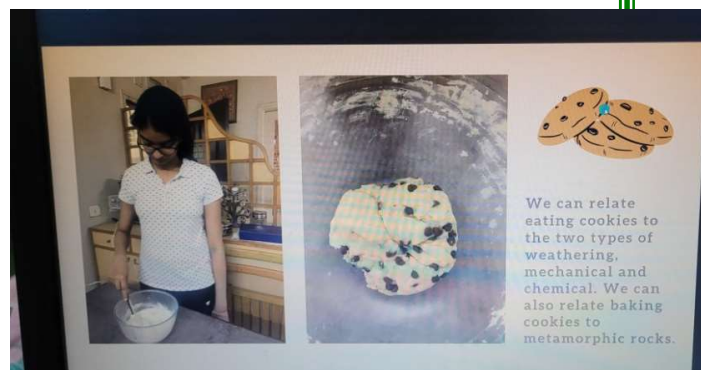 We can relate
eating cookies to
the two types of
weathering,
mechanical and
chemical. We can
also relate baking
cookies to
metamorphic rocks.